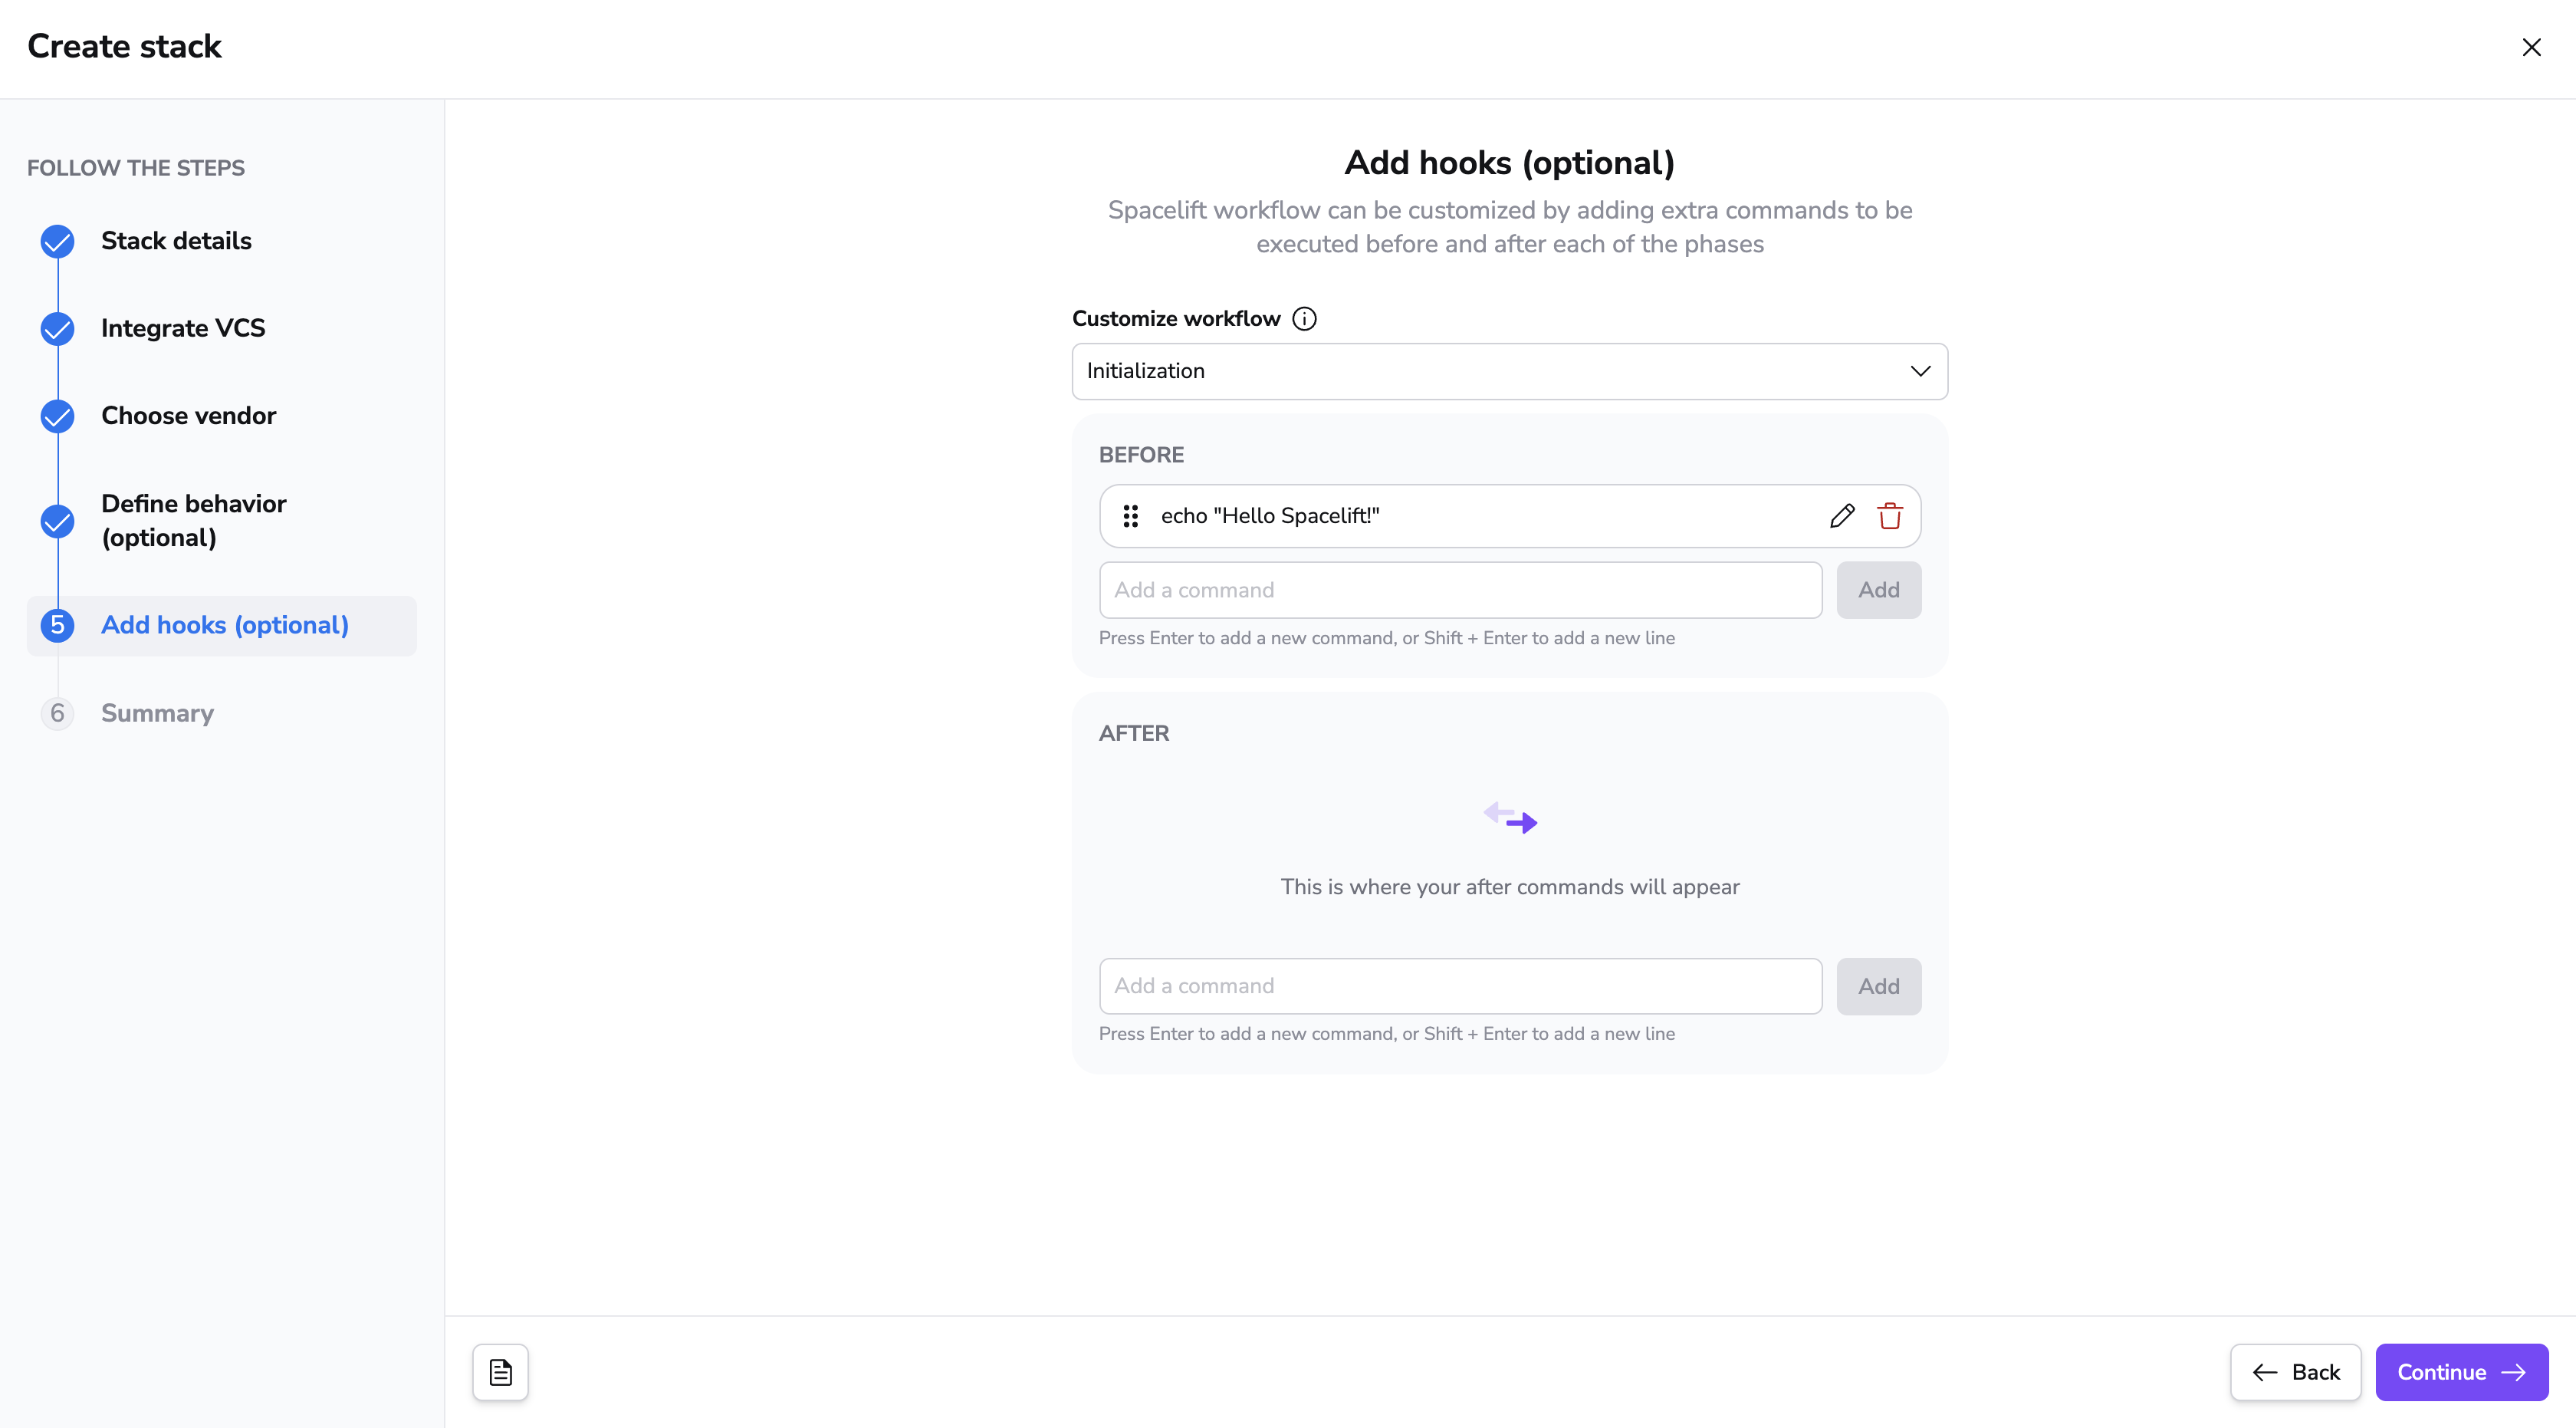 Create stack
FOLLOW THE STEPS
Stack details
Integrate VCS
Choose vendor
Define behavior
(optional)
5 Add hooks (optional)
6 Summary
Add hooks (optional)
Spacelift workflow can be customized by adding extra commands to be
executed before and after each of the phases
Customize workflow
Initialization
BEFORE
echo "Hello Spacelift!"
Add a command Add
Press Enter to add a new command, or Shift + Enter to add a new line
AFTER
This is where your after commands will appear
Add a command Add
Press Enter to add a new command, or Shift + Enter to add a new line
Back Continue